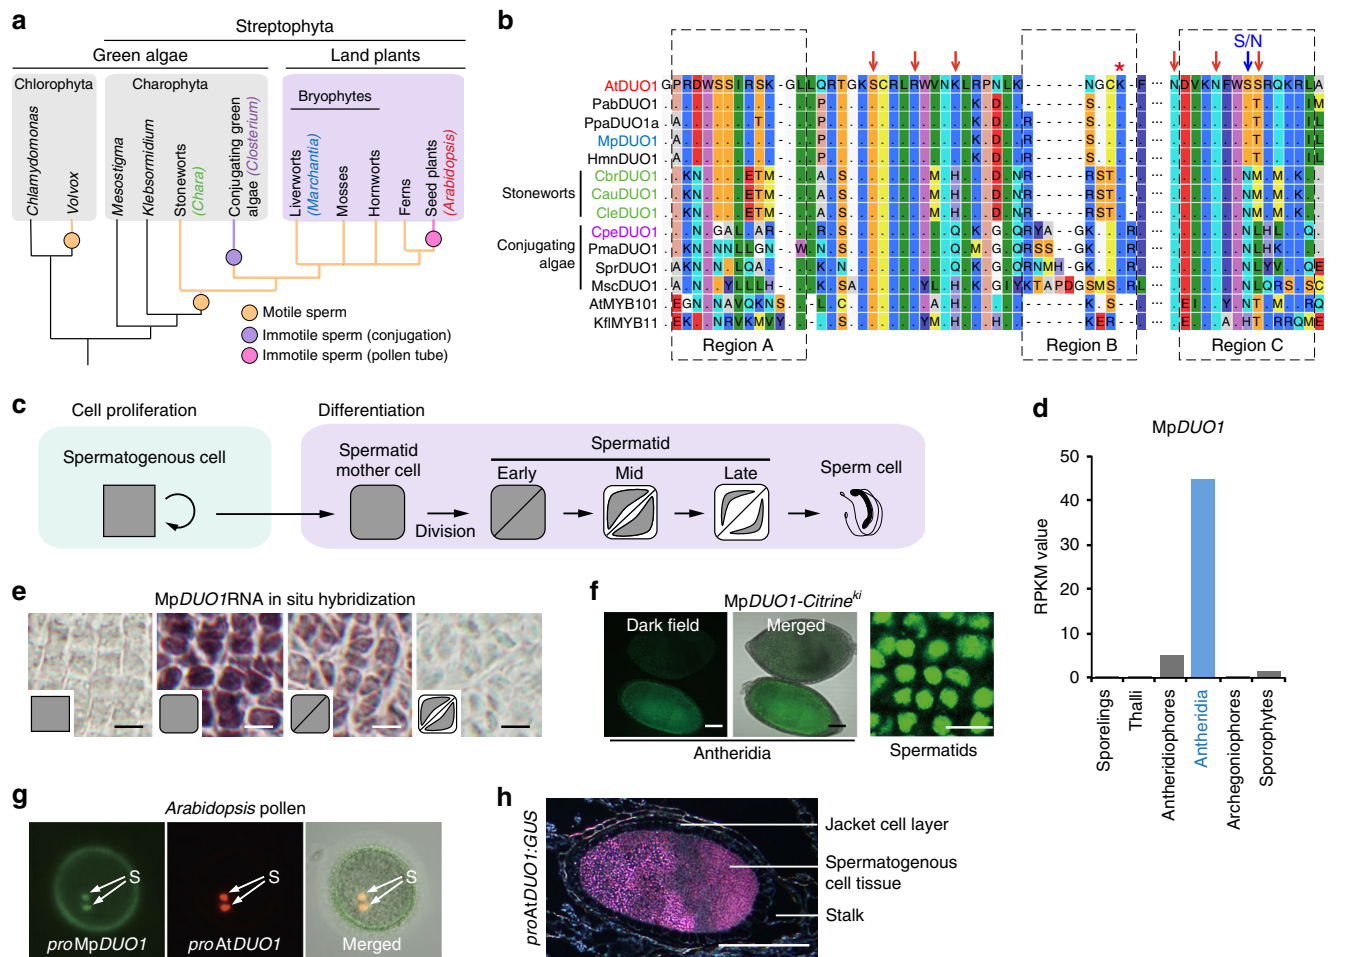 a
Streptophyta
Green algae
Land plants
Chlorophyta
Charophyta
Bryophytes
Chlamydomonas
Volvox
Mesostigma
Klebsormidium
Stoneworts
(Chara)
Conjugating green
algae (Closterium)
Liverworts
(Marchantia)
Mosses
Hornworts
Ferns
Seed plants
(Arabidopsis)
Motile sperm
Immotile sperm (conjugation)
Immotile sperm (pollen tube)
b
S/N
*
AtDUO1
PabDUO1
PpaDUO1a
MpDUO1
HmnDUO1
CbrDUO1
CauDUO1
CleDUO1
CpeDUO1
PmaDUO1
SprDUO1
MscDUO1
AtMYB101
KflMYB11
Stoneworts
Conjugating
algae
Region A
Region B
Region C
c
Cell proliferation
Differentiation
Spermatogenous cell
Spermatid
mother cell
Division
Spermatid
Early
Mid
Late
Sperm cell
d
MpDUO1
RPKM value
50
40
30
20
10
0
Sporelings
Thalli
Antheridiophores
Antheridia
Archegoniophores
Sporophytes
e
MpDUO1RNA in situ hybridization
f
MpDUO1-Citrine^ki
Dark field
Merged
Antheridia
Spermatids
g
Arabidopsis pollen
S
S
S
proMpDUO1
proAtDUO1
Merged
h
proAtDUO1:GUS
Jacket cell layer
Spermatogenous
cell tissue
Stalk